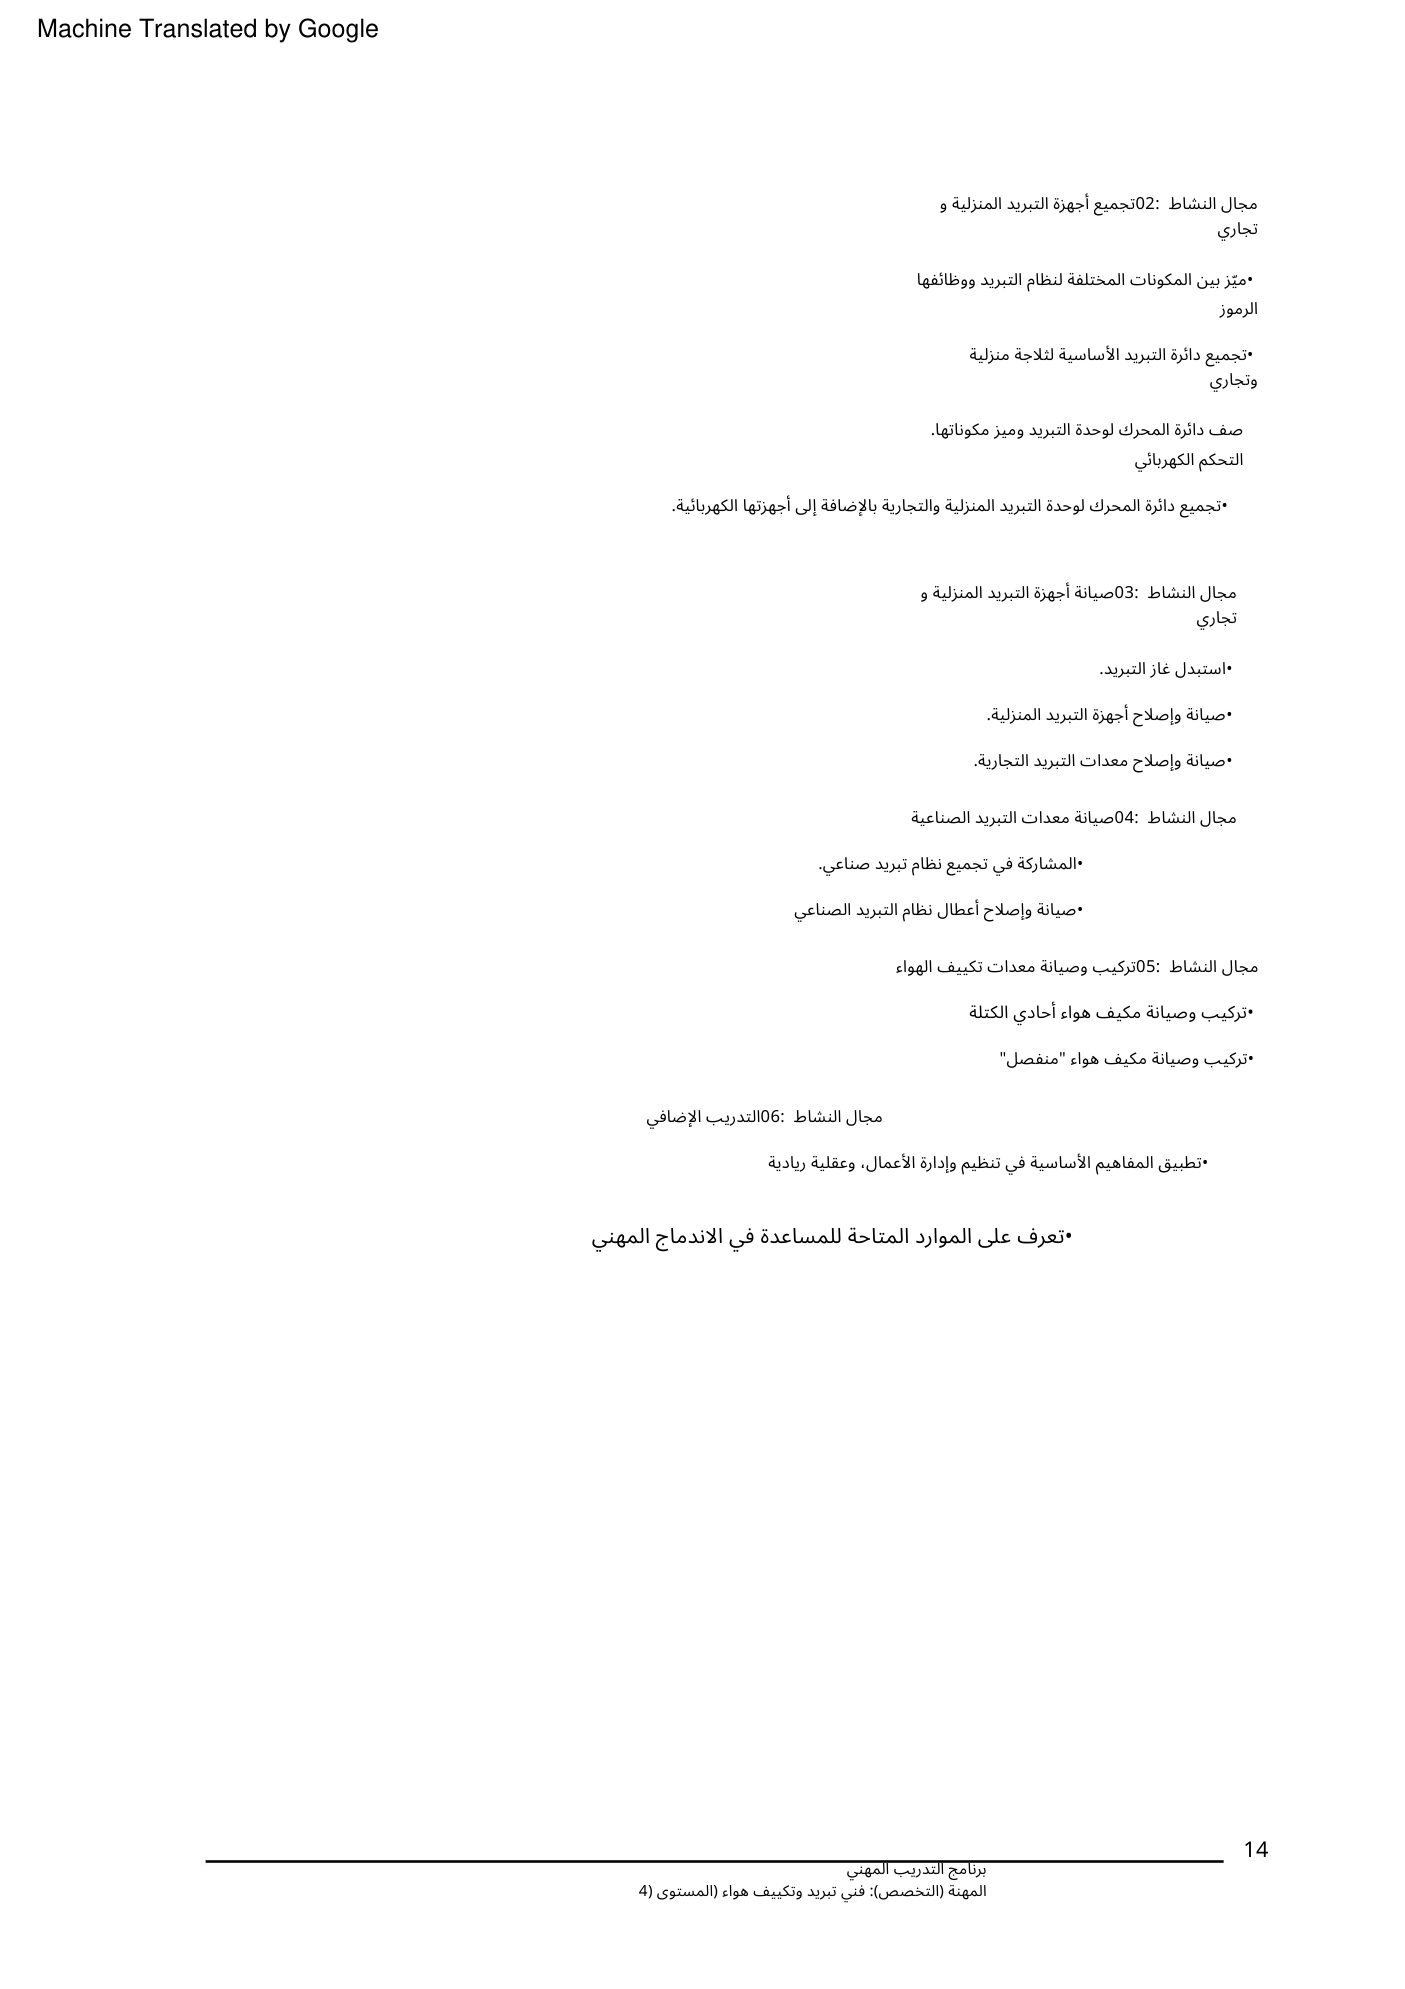 Machine Translated by Google
مجال النشاط :02تجميع أجهزة التبريد المنزلية و
تجاري
•ميّز بين المكونات المختلفة لنظام التبريد ووظائفها
الرموز
•تجميع دائرة التبريد الأساسية لثلاجة منزلية
وتجاري
صف دائرة المحرك لوحدة التبريد وميز مكوناتها.
التحكم الكهربائي
•تجميع دائرة المحرك لوحدة التبريد المنزلية والتجارية بالإضافة إلى أجهزتها الكهربائية.
مجال النشاط :03صيانة أجهزة التبريد المنزلية و
تجاري
•استبدل غاز التبريد.
•صيانة وإصلاح أجهزة التبريد المنزلية.
•صيانة وإصلاح معدات التبريد التجارية.
مجال النشاط :04صيانة معدات التبريد الصناعية
•المشاركة في تجميع نظام تبريد صناعي.
•صيانة وإصلاح أعطال نظام التبريد الصناعي
مجال النشاط :05تركيب وصيانة معدات تكييف الهواء
•تركيب وصيانة مكيف هواء أحادي الكتلة
•تركيب وصيانة مكيف هواء "منفصل"
مجال النشاط :06التدريب الإضافي
•تطبيق المفاهيم الأساسية في تنظيم وإدارة الأعمال، وعقلية ريادية
•تعرف على الموارد المتاحة للمساعدة في الاندماج المهني
14
برنامج التدريب المهني
المهنة (التخصص): فني تبريد وتكييف هواء (المستوى 4)